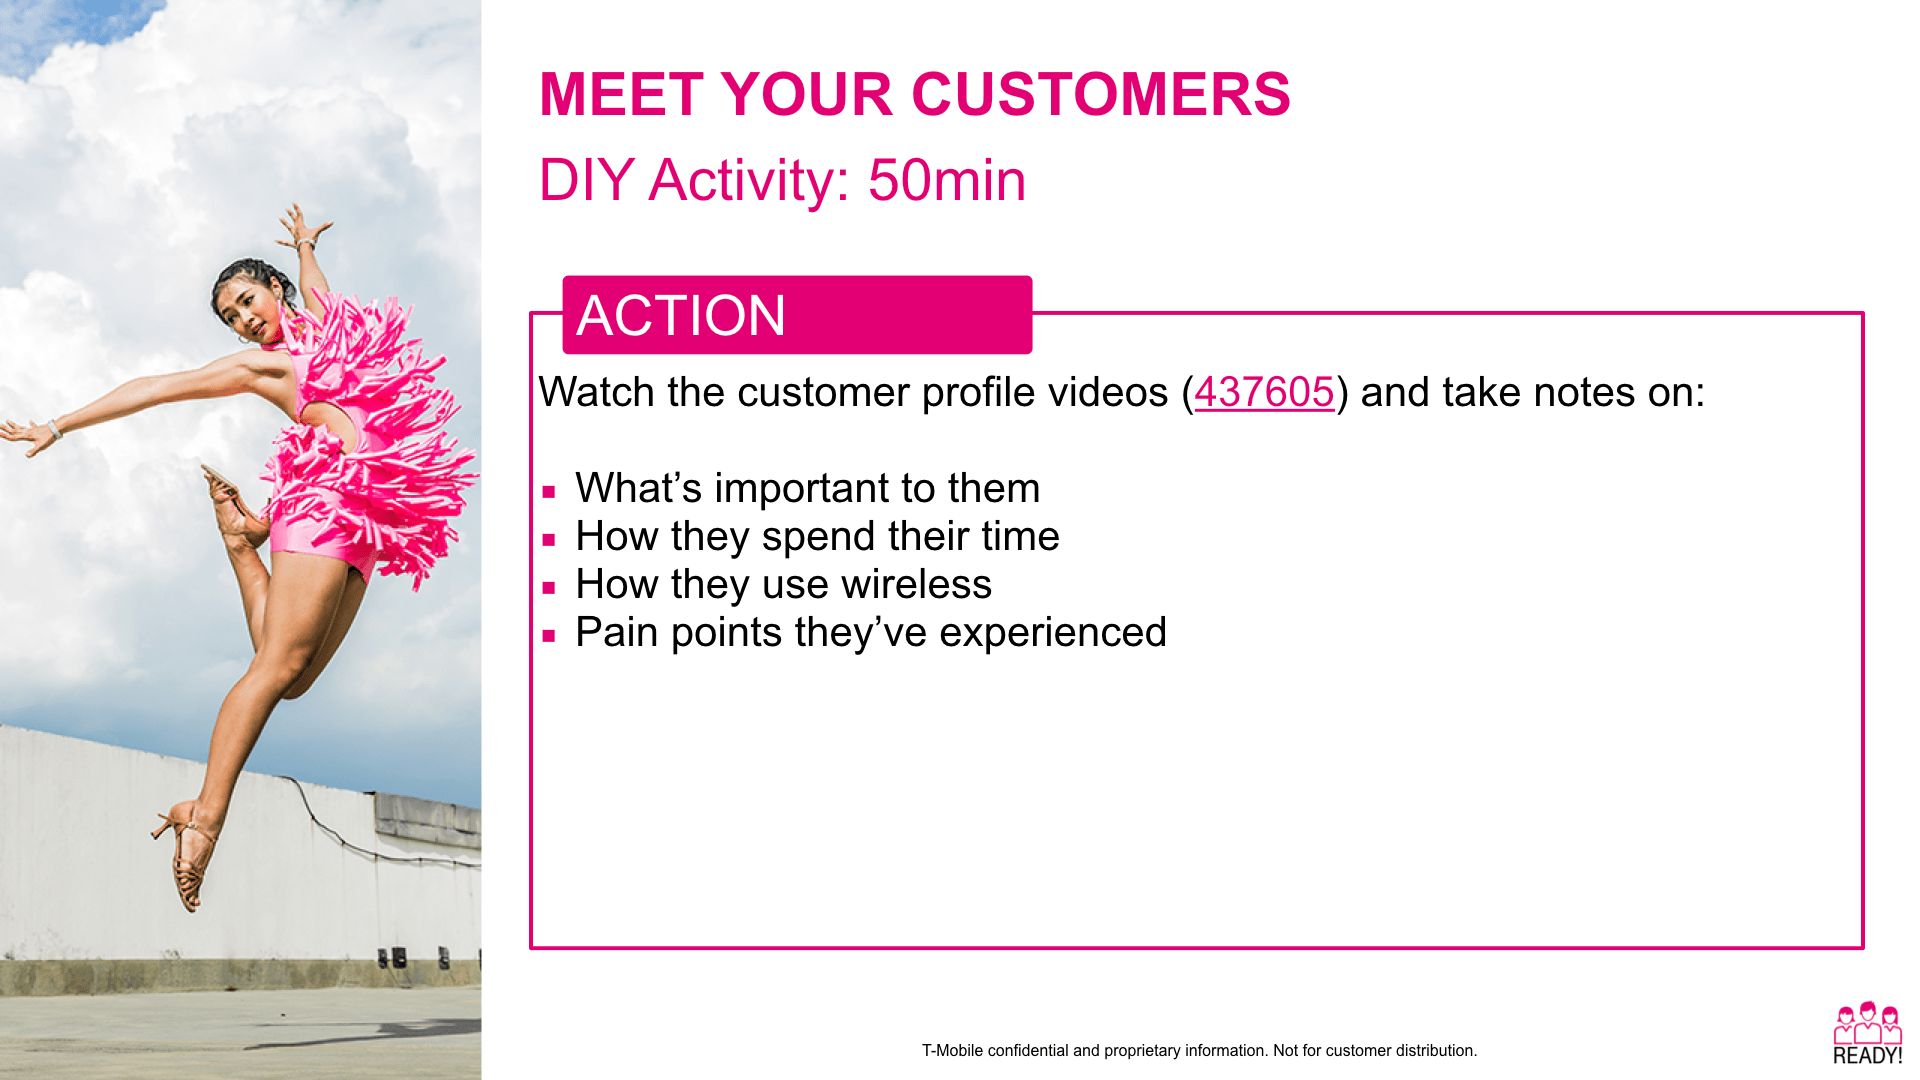 MEET YOUR CUSTOMERS
DIY Activity: 50min
ACTION
Watch the customer profile videos (437605) and take notes on:
▪ What’s important to them
▪ How they spend their time
▪ How they use wireless
▪ Pain points they’ve experienced
T-Mobile confidential and proprietary information. Not for customer distribution.
READY!